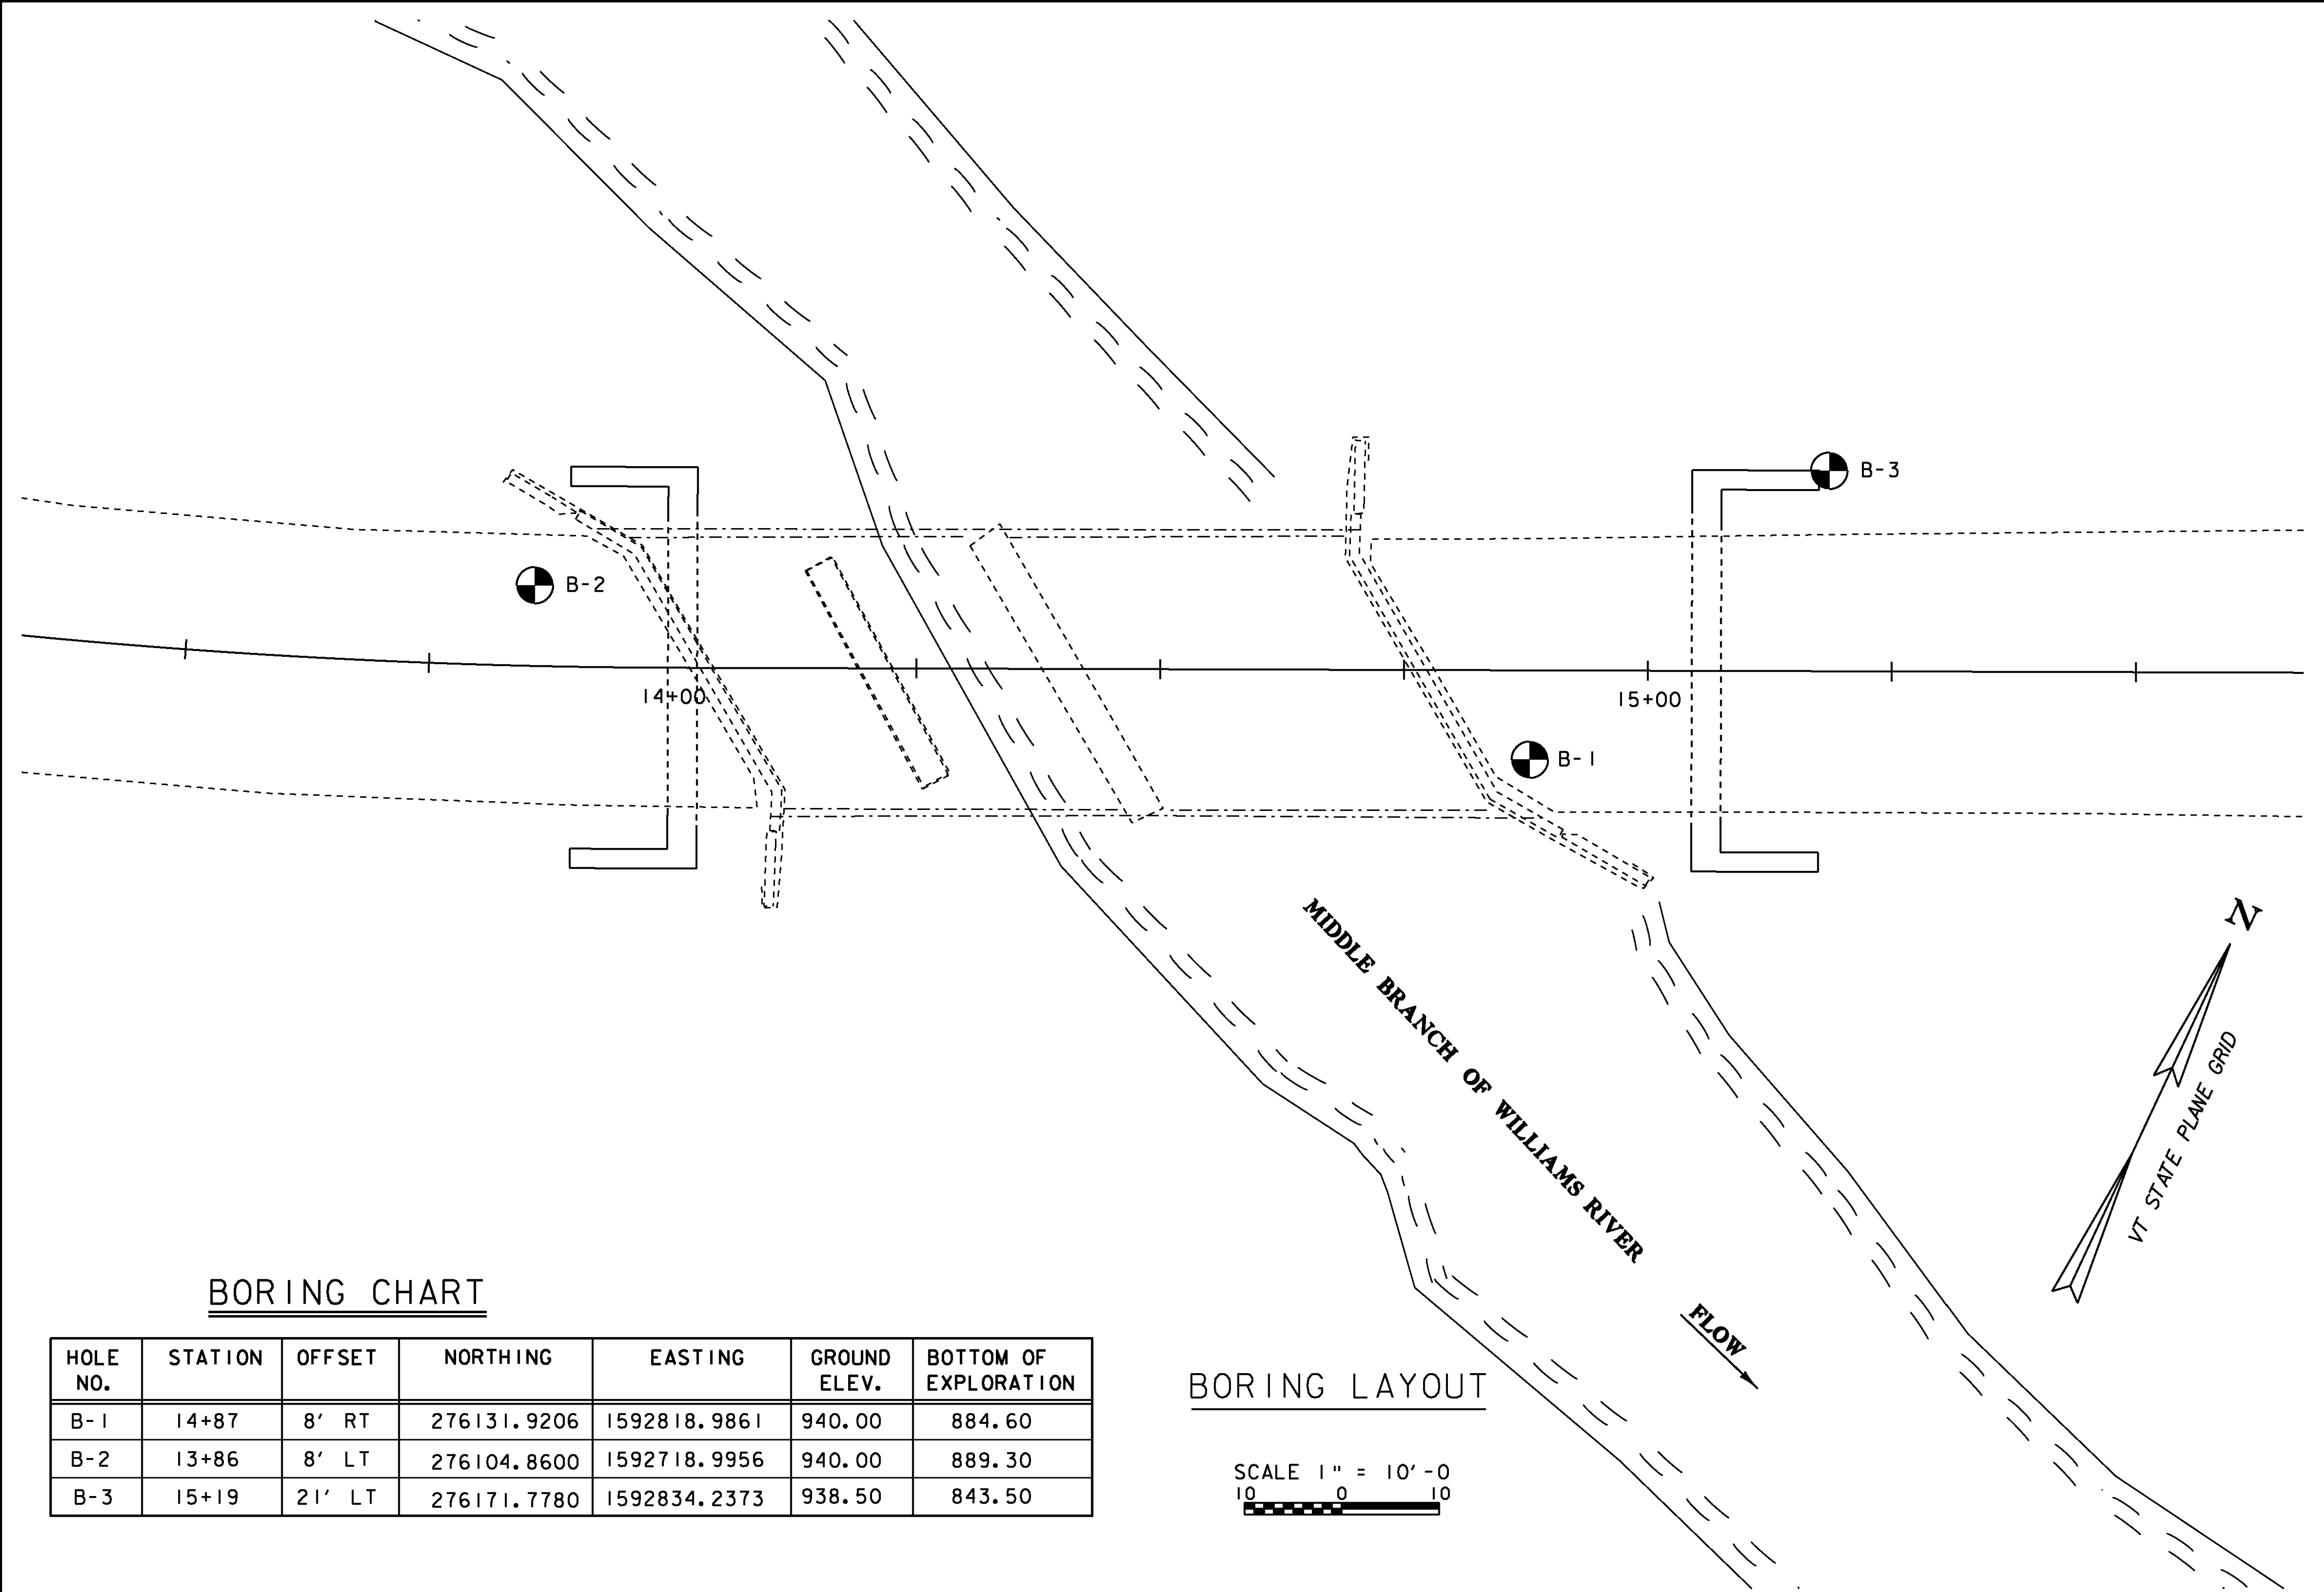 B-3
B-2
14+00
15+00
B-1
N
MIDDLE BRANCH OF WILLIAMS RIVER
VT STATE PLANE GRID
FLOW
BORING CHART
HOLE NO. STATION OFFSET NORTHING EASTING GROUND ELEV. BOTTOM OF EXPLORATION
B-1 14+87 8' RT 276131.9206 1592818.9861 940.00 884.60
B-2 13+86 8' LT 276104.8600 1592718.9956 940.00 889.30
B-3 15+19 21' LT 276171.7780 1592834.2373 938.50 843.50
BORING LAYOUT
SCALE 1" = 10'-0
10 0 10